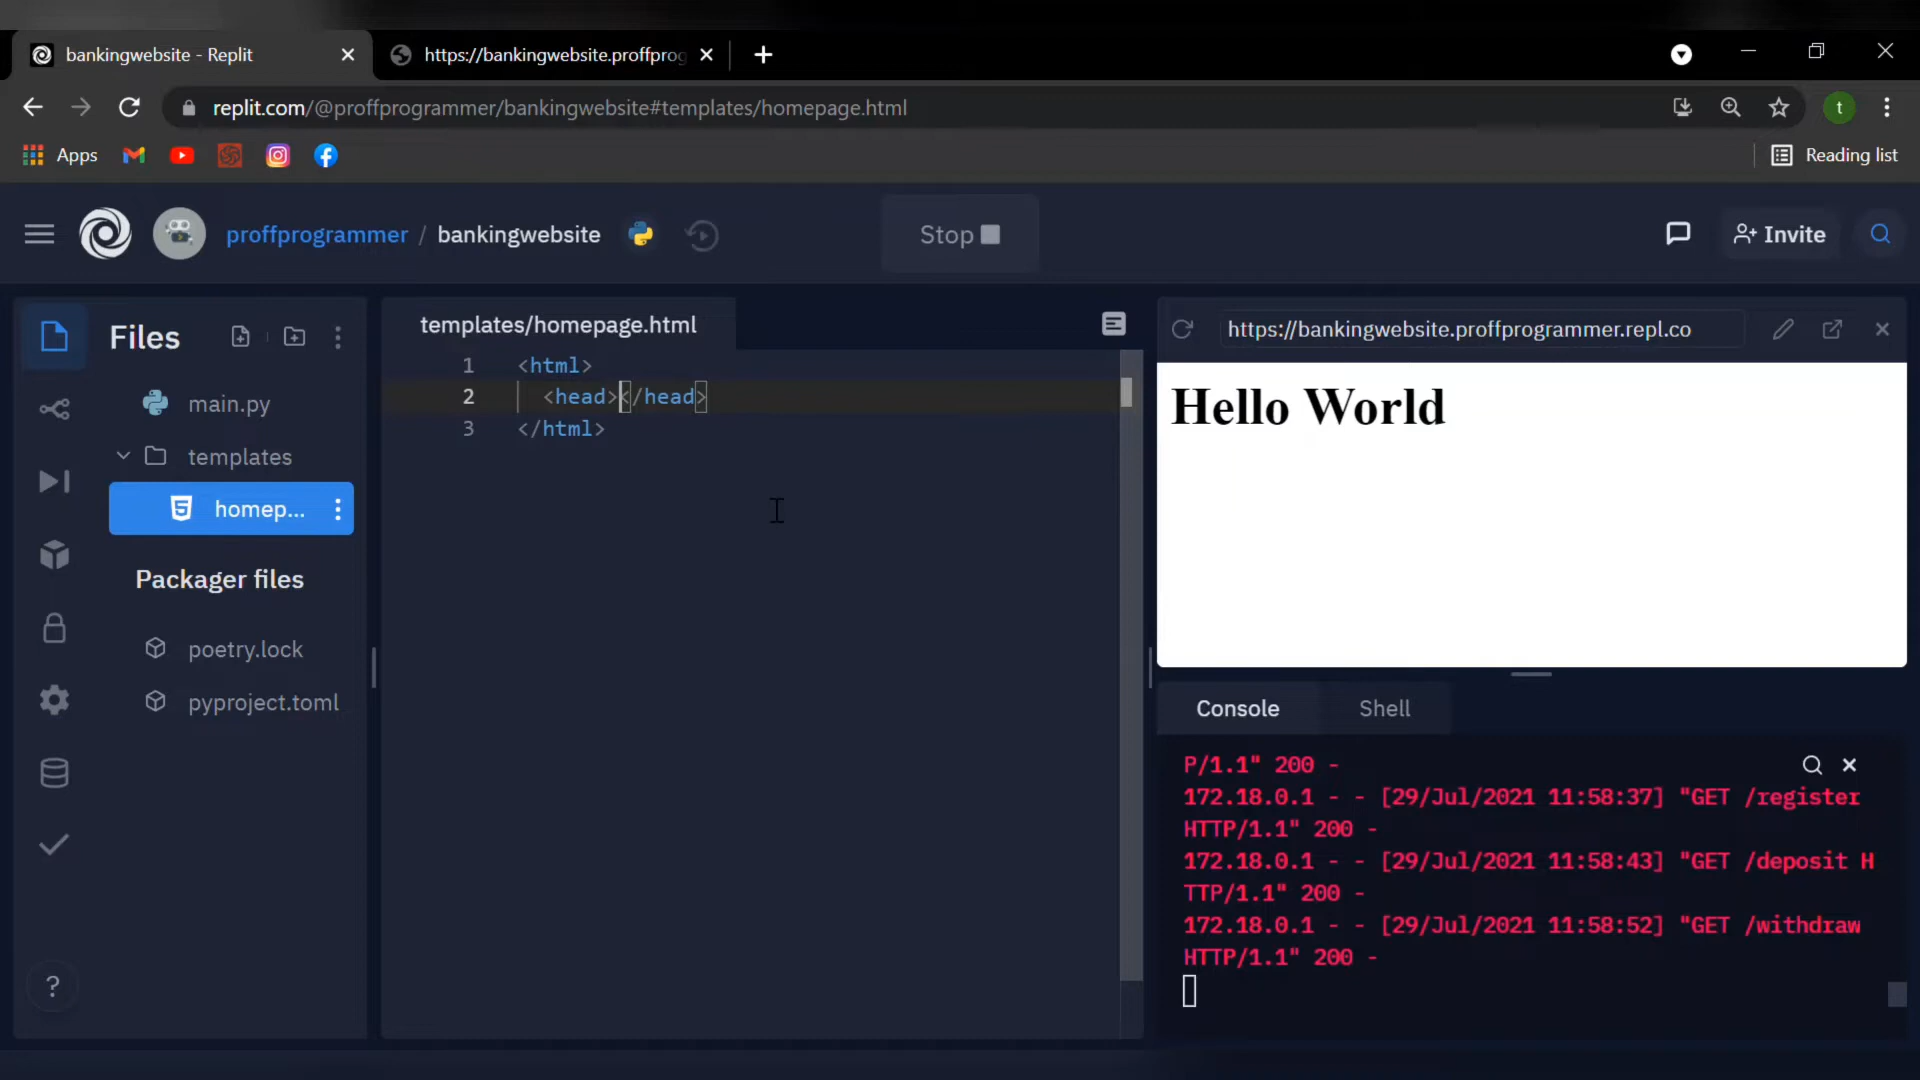 bankingwebsite - Replit
https://bankingwebsite.proffprog
replit.com/@proffprogrammer/bankingwebsite#templates/homepage.html
t
Apps
Reading list
proffprogrammer / bankingwebsite
Stop
Invite
Files
main.py
templates
homep...
Packager files
poetry.lock
pyproject.toml
?
templates/homepage.html
1 <html>
2 <head></head>
3 </html>
https://bankingwebsite.proffprogrammer.repl.co
Hello World
Console
Shell
P/1.1" 200 -
172.18.0.1 - - [29/Jul/2021 11:58:37] "GET /register
HTTP/1.1" 200 -
172.18.0.1 - - [29/Jul/2021 11:58:43] "GET /deposit H
TTP/1.1" 200 -
172.18.0.1 - - [29/Jul/2021 11:58:52] "GET /withdraw
HTTP/1.1" 200 -